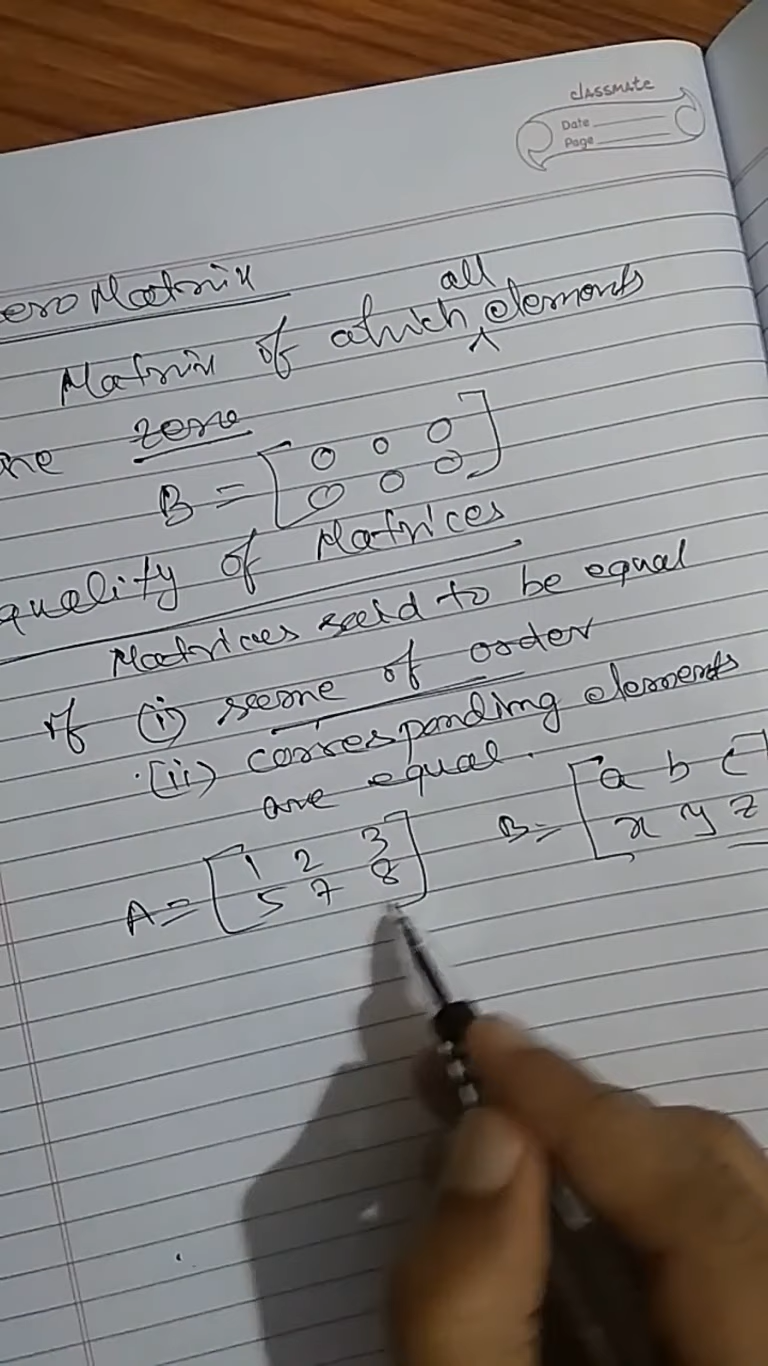 classmate
Date
Page
ero Matrix
all
Matrix of which ^ elements
zero
B = [0 0 0
0 0 0]
quality of Matrices
Matrices said to be equal
if (i) same of order
(ii) corresponding elements
are equal.
A = [1 2 3
5 7 8]
B = [a b c
x y z